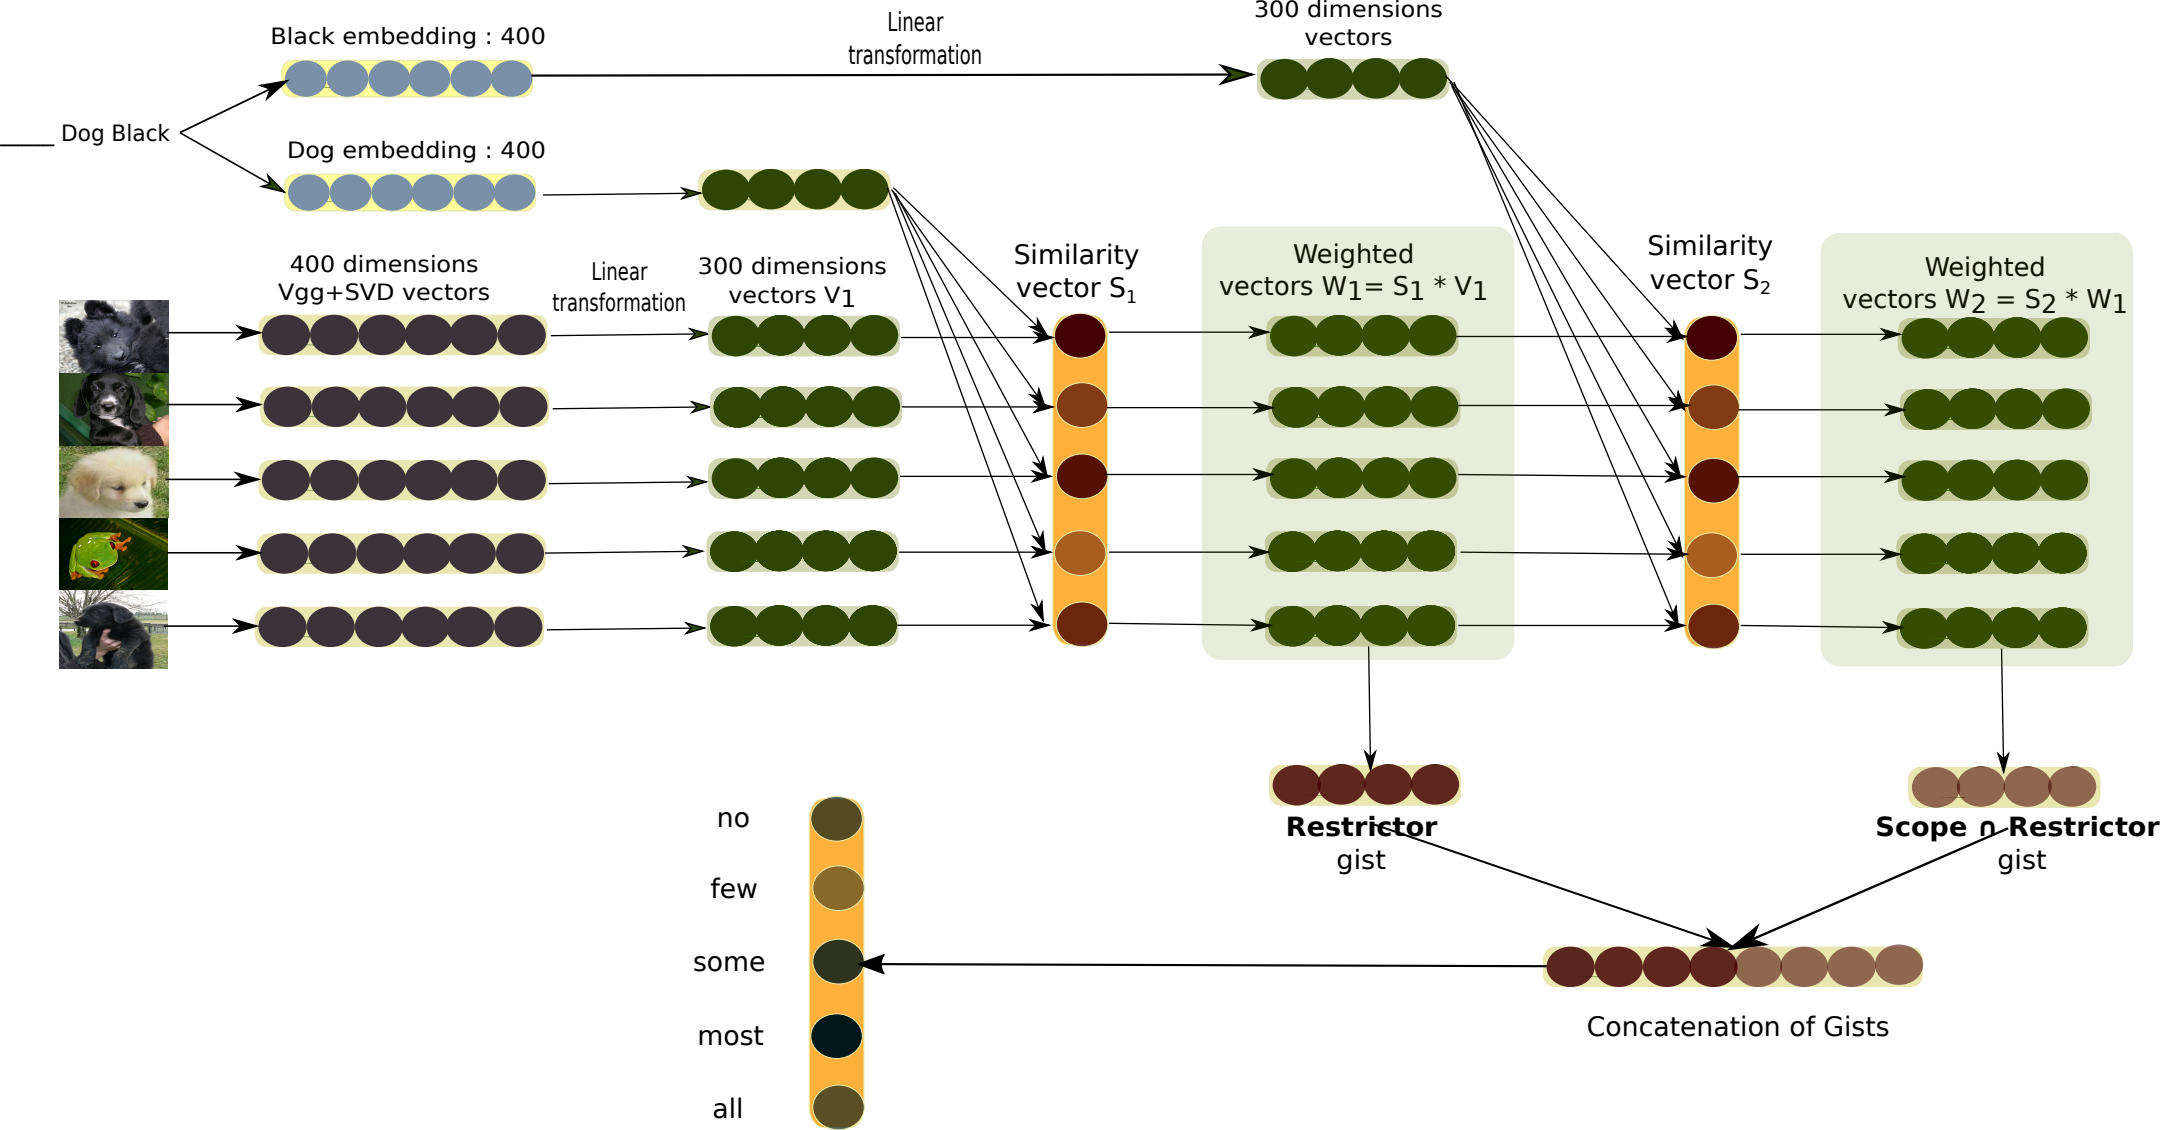 Black embedding : 400
Linear
transformation
300 dimensions
vectors
Dog Black
Dog embedding : 400
400 dimensions
Vgg+SVD vectors
Linear
transformation
300 dimensions
vectors V1
Similarity
vector S1
Weighted
vectors W1= S1 * V1
Similarity
vector S2
Weighted
vectors W2 = S2 * W1
Restrictor
gist
Scope ∩ Restrictor
gist
Concatenation of Gists
no
few
some
most
all